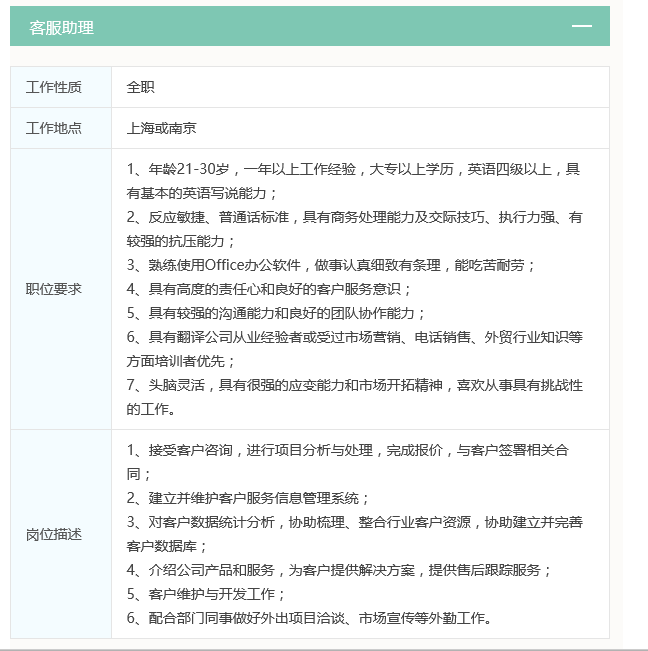 客服助理
工作性质
全职
工作地点
上海或南京
职位要求
1、年龄21-30岁，一年以上工作经验，大专以上学历，英语四级以上，具
有基本的英语写说能力；
2、反应敏捷、普通话标准，具有商务处理能力及交际技巧、执行力强、有
较强的抗压能力；
3、熟练使用Office办公软件，做事认真细致有条理，能吃苦耐劳；
4、具有高度的责任心和良好的客户服务意识；
5、具有较强的沟通能力和良好的团队协作能力；
6、具有翻译公司从业经验者或受过市场营销、电话销售、外贸行业知识等
方面培训者优先；
7、头脑灵活，具有很强的应变能力和市场开拓精神，喜欢从事具有挑战性
的工作。
岗位描述
1、接受客户咨询，进行项目分析与处理，完成报价，与客户签署相关合
同；
2、建立并维护客户服务信息管理系统；
3、对客户数据统计分析，协助梳理、整合行业客户资源，协助建立并完善
客户数据库；
4、介绍公司产品和服务，为客户提供解决方案，提供售后跟踪服务；
5、客户维护与开发工作；
6、配合部门同事做好外出项目洽谈、市场宣传等外勤工作。